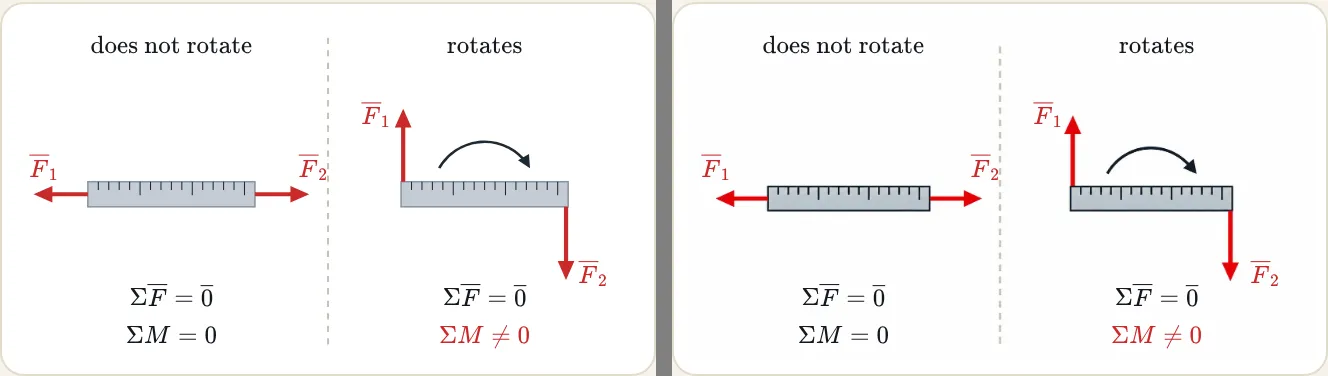 does not rotate
rotates
F̅₁
F̅₂
F̅₁
F̅₂
ΣF̅ = 0̅
ΣM = 0
ΣF̅ = 0̅
ΣM ≠ 0
does not rotate
rotates
F̅₁
F̅₂
F̅₁
F̅₂
ΣF̅ = 0̅
ΣM = 0
ΣF̅ = 0̅
ΣM ≠ 0